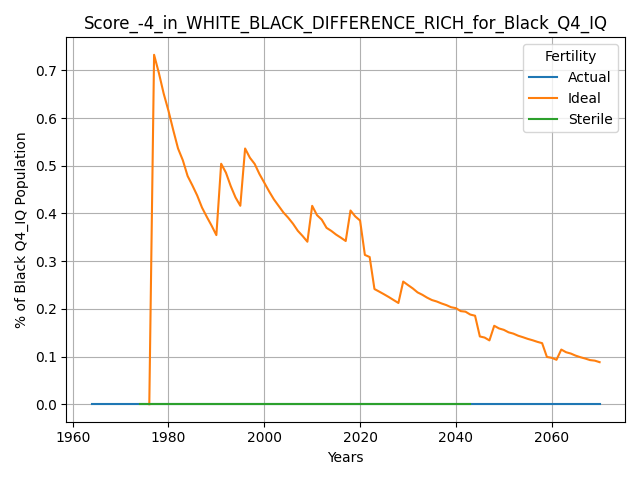 Score_-4_in_WHITE_BLACK_DIFFERENCE_RICH_for_Black_Q4_IQ
Fertility
Actual
Ideal
Sterile
% of Black Q4_IQ Population
0.7
0.6
0.5
0.4
0.3
0.2
0.1
0.0
1960 1980 2000 2020 2040 2060
Years